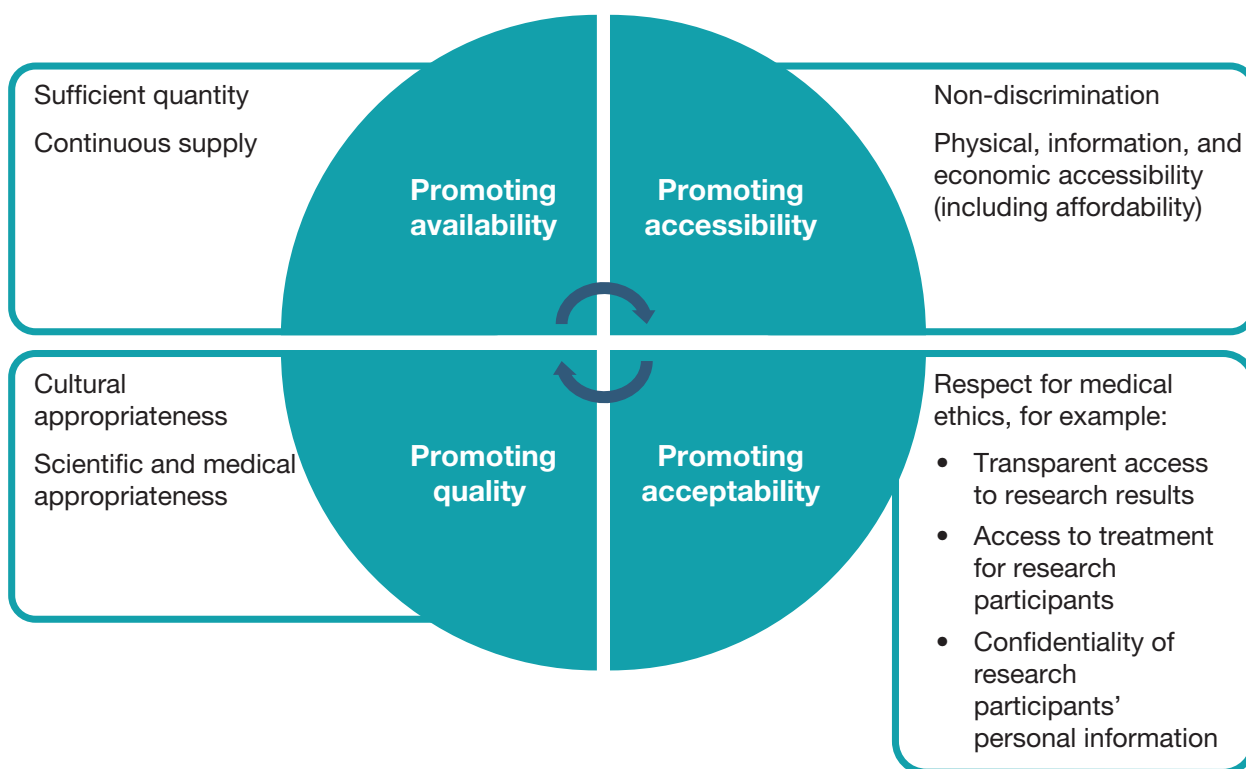 Sufficient quantity
Continuous supply
Promoting
availability
Promoting
accessibility
Non-discrimination
Physical, information, and
economic accessibility
(including affordability)
Cultural
appropriateness
Scientific and medical
appropriateness
Promoting
quality
Promoting
acceptability
Respect for medical
ethics, for example:
• Transparent access
to research results
• Access to treatment
for research
participants
• Confidentiality of
research
participants’
personal information